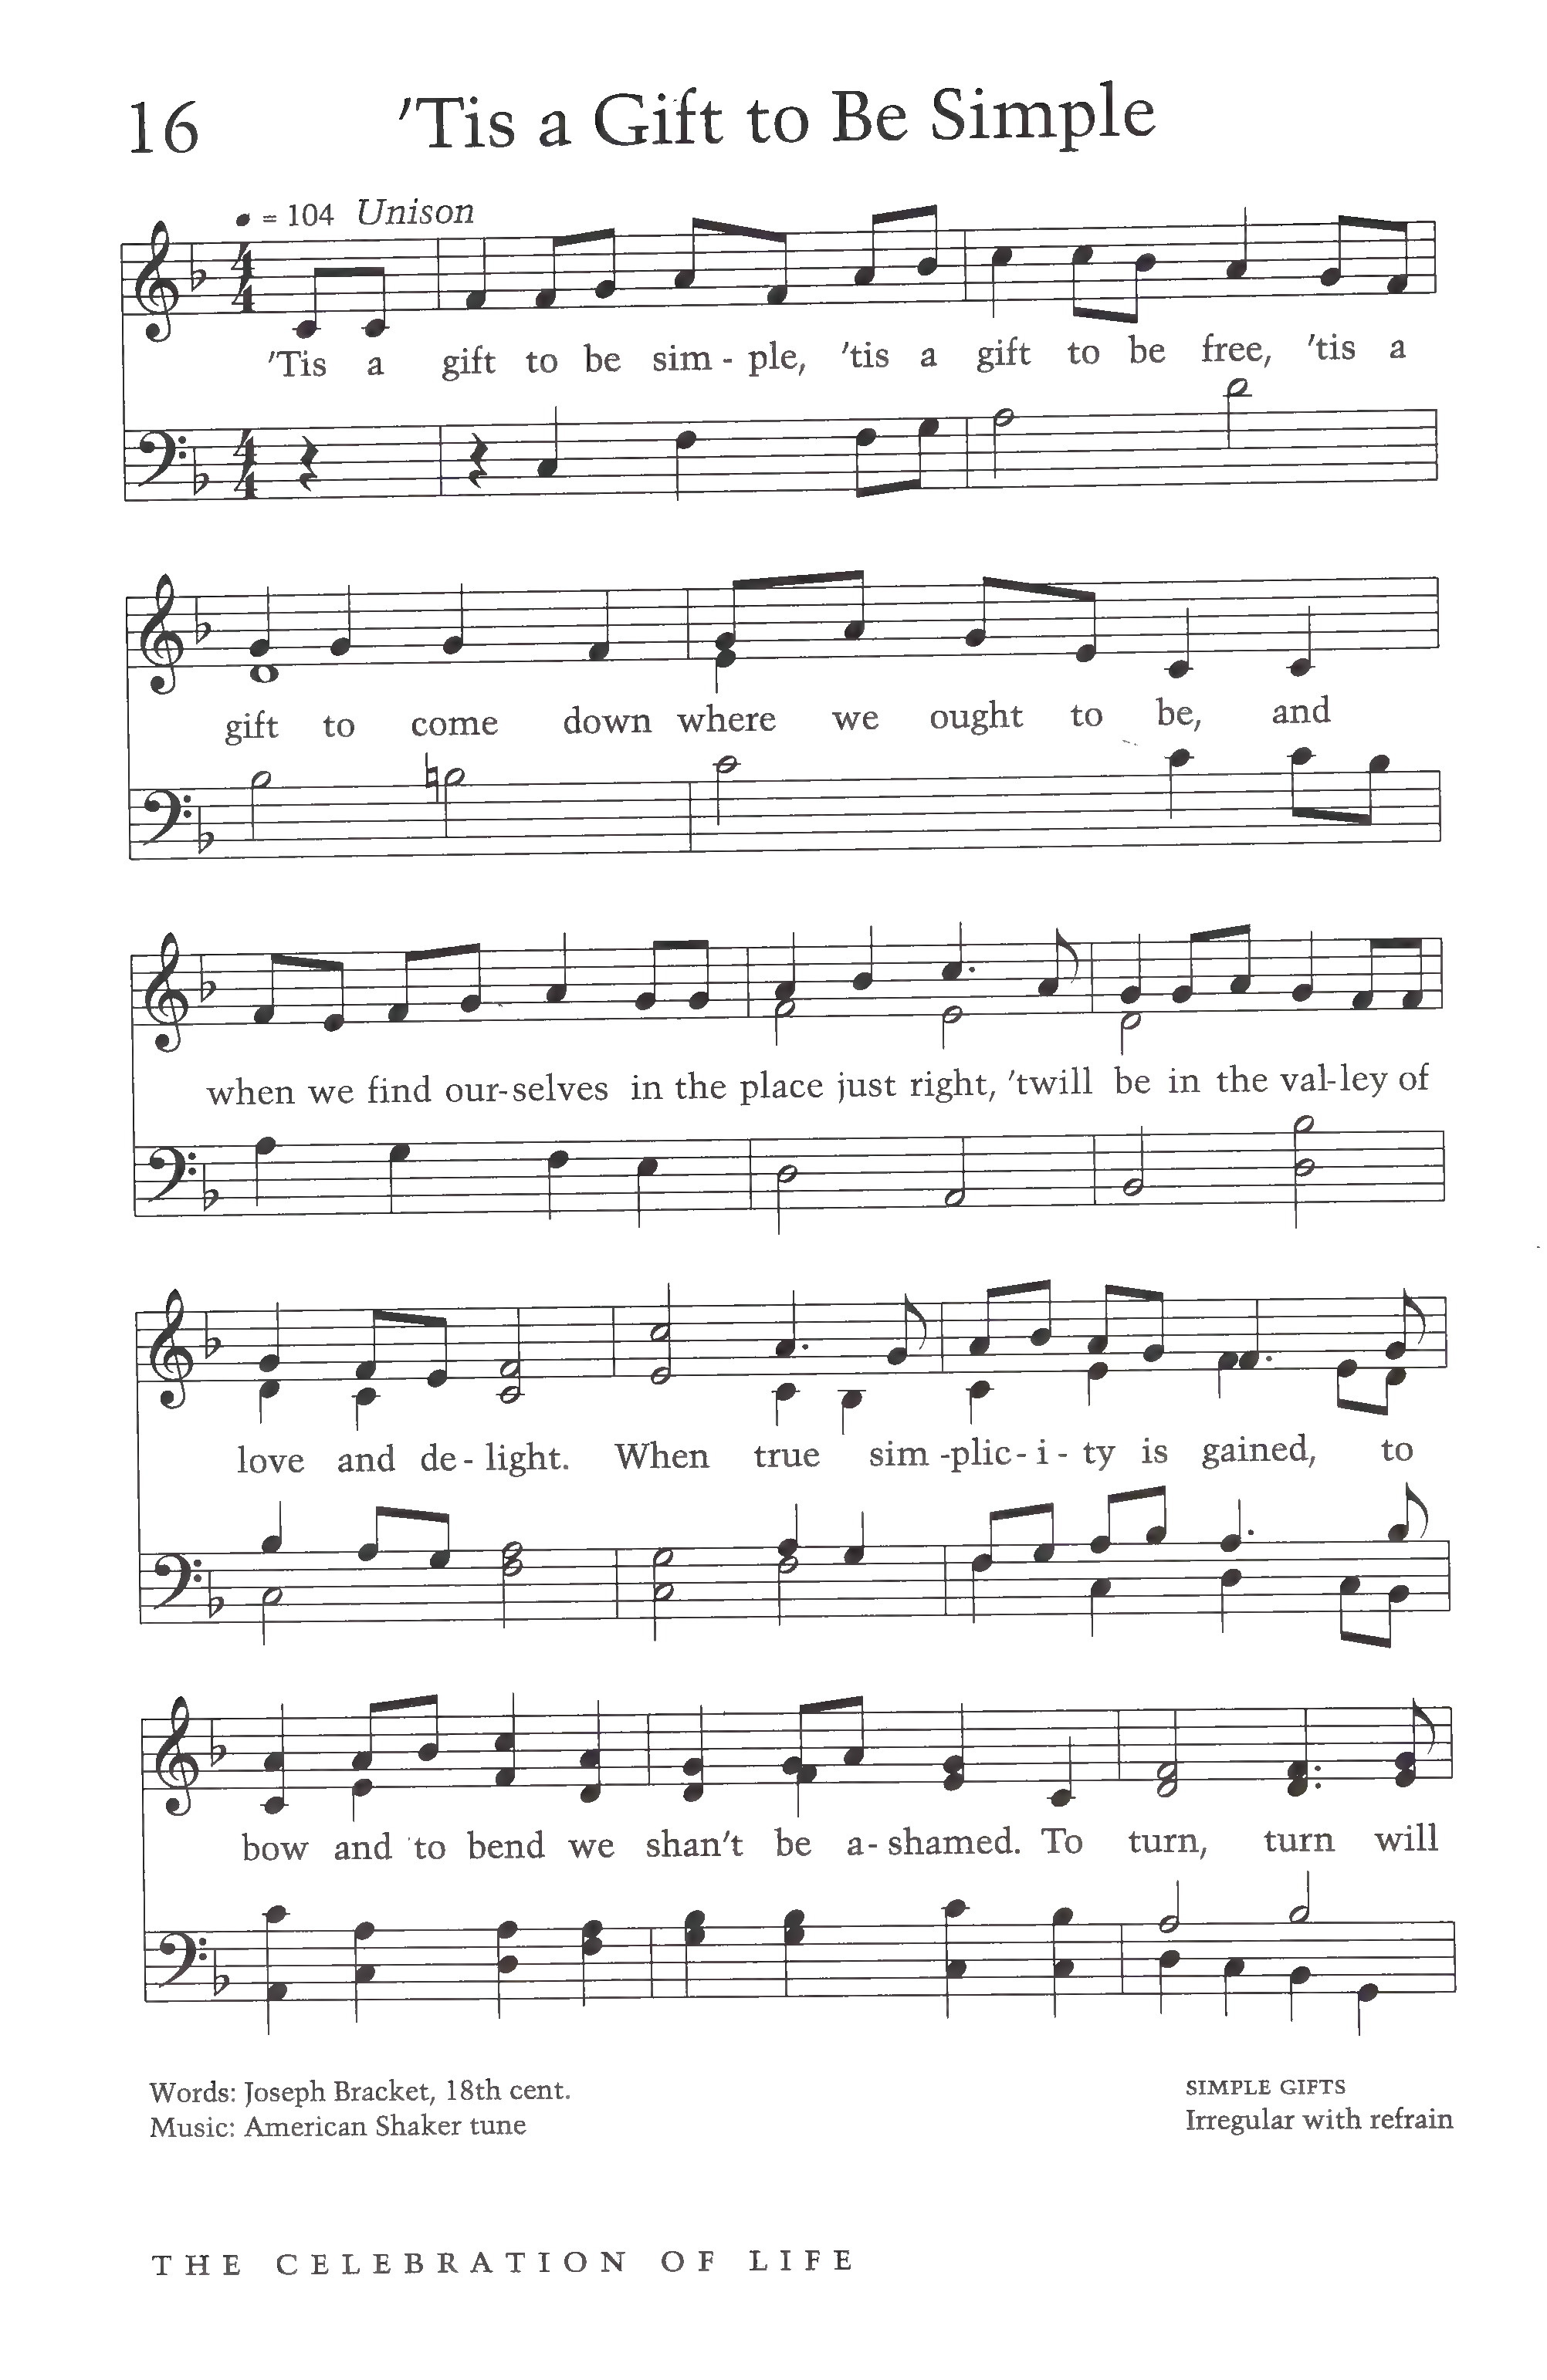 16 'Tis a Gift to Be Simple
= 104 Unison
'Tis a gift to be sim - ple, 'tis a gift to be free, 'tis a
gift to come down where we ought to be, and
when we find our-selves in the place just right, 'twill be in the val-ley of
love and de - light. When true sim -plic - i - ty is gained, to
bow and to bend we shan't be a- shamed. To turn, turn will
Words: Joseph Bracket, 18th cent.
Music: American Shaker tune
SIMPLE GIFTS
Irregular with refrain
THE CELEBRATION OF LIFE